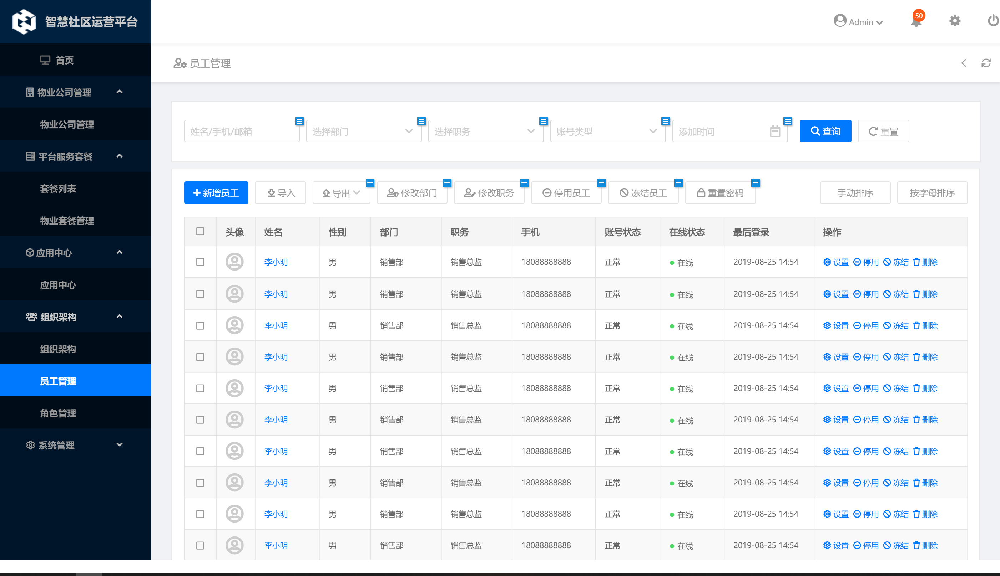 智慧社区运营平台
Admin
50
首页
物业公司管理
物业公司管理
平台服务套餐
套餐列表
物业套餐管理
应用中心
应用中心
组织架构
组织架构
员工管理
角色管理
系统管理
员工管理
姓名/手机/邮箱 选择部门 选择职务 账号类型 添加时间 查询 重置
新增员工 导入 导出 修改部门 修改职务 停用员工 冻结员工 重置密码 手动排序 按字母排序
头像 姓名 性别 部门 职务 手机 账号状态 在线状态 最后登录 操作
李小明 男 销售部 销售总监 18088888888 正常 在线 2019-08-25 14:54 设置 停用 冻结 删除
李小明 男 销售部 销售总监 18088888888 正常 在线 2019-08-25 14:54 设置 停用 冻结 删除
李小明 男 销售部 销售总监 18088888888 正常 在线 2019-08-25 14:54 设置 停用 冻结 删除
李小明 男 销售部 销售总监 18088888888 正常 在线 2019-08-25 14:54 设置 停用 冻结 删除
李小明 男 销售部 销售总监 18088888888 正常 在线 2019-08-25 14:54 设置 停用 冻结 删除
李小明 男 销售部 销售总监 18088888888 正常 在线 2019-08-25 14:54 设置 停用 冻结 删除
李小明 男 销售部 销售总监 18088888888 正常 在线 2019-08-25 14:54 设置 停用 冻结 删除
李小明 男 销售部 销售总监 18088888888 正常 在线 2019-08-25 14:54 设置 停用 冻结 删除
李小明 男 销售部 销售总监 18088888888 正常 在线 2019-08-25 14:54 设置 停用 冻结 删除
李小明 男 销售部 销售总监 18088888888 正常 在线 2019-08-25 14:54 设置 停用 冻结 删除